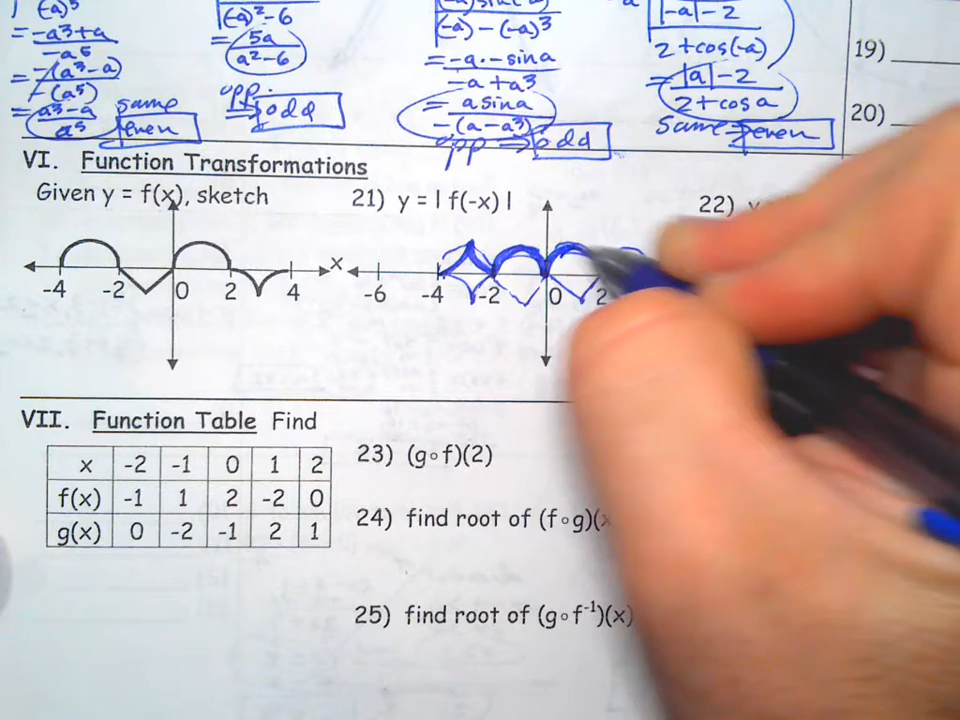 (-a)³
= -a³+a / -a⁵
= -(a³-a) / -(a⁵)
= a³-a / a⁵ same even
(-a)²-6
= 5a / a²-6
opp. ⇒ odd
(-a) - (-a)³
= -a · -sina / -a + a³
= a sina / -(a-a³)
opp ⇒ odd
|-a| - 2
2 + cos(-a)
= |a| - 2 / 2 + cosa
same ⇒ even
19)
20)
VI. Function Transformations
Given y = f(x), sketch
21) y = | f(-x) |
22)
x
-4 -2 0 2 4
-6 -4 -2 0 2
VII. Function Table Find
x -2 -1 0 1 2
f(x) -1 1 2 -2 0
g(x) 0 -2 -1 2 1
23) (g∘f)(2)
24) find root of (f∘g)(x
25) find root of (g∘f⁻¹)(x)